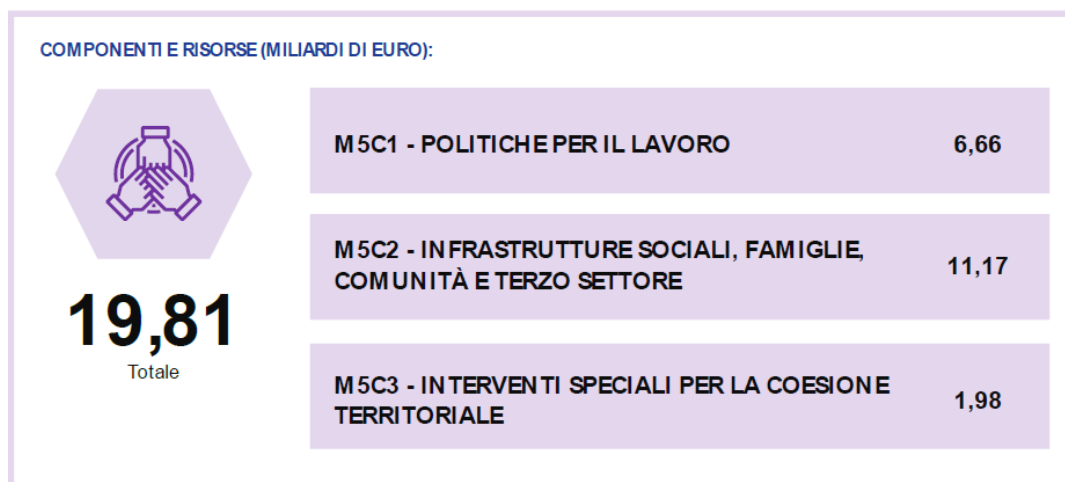 COMPONENTI E RISORSE (MILIARDI DI EURO):
19,81
Totale
M5C1 - POLITICHE PER IL LAVORO 6,66
M5C2 - INFRASTRUTTURE SOCIALI, FAMIGLIE,
COMUNITÀ E TERZO SETTORE 11,17
M5C3 - INTERVENTI SPECIALI PER LA COESIONE
TERRITORIALE 1,98